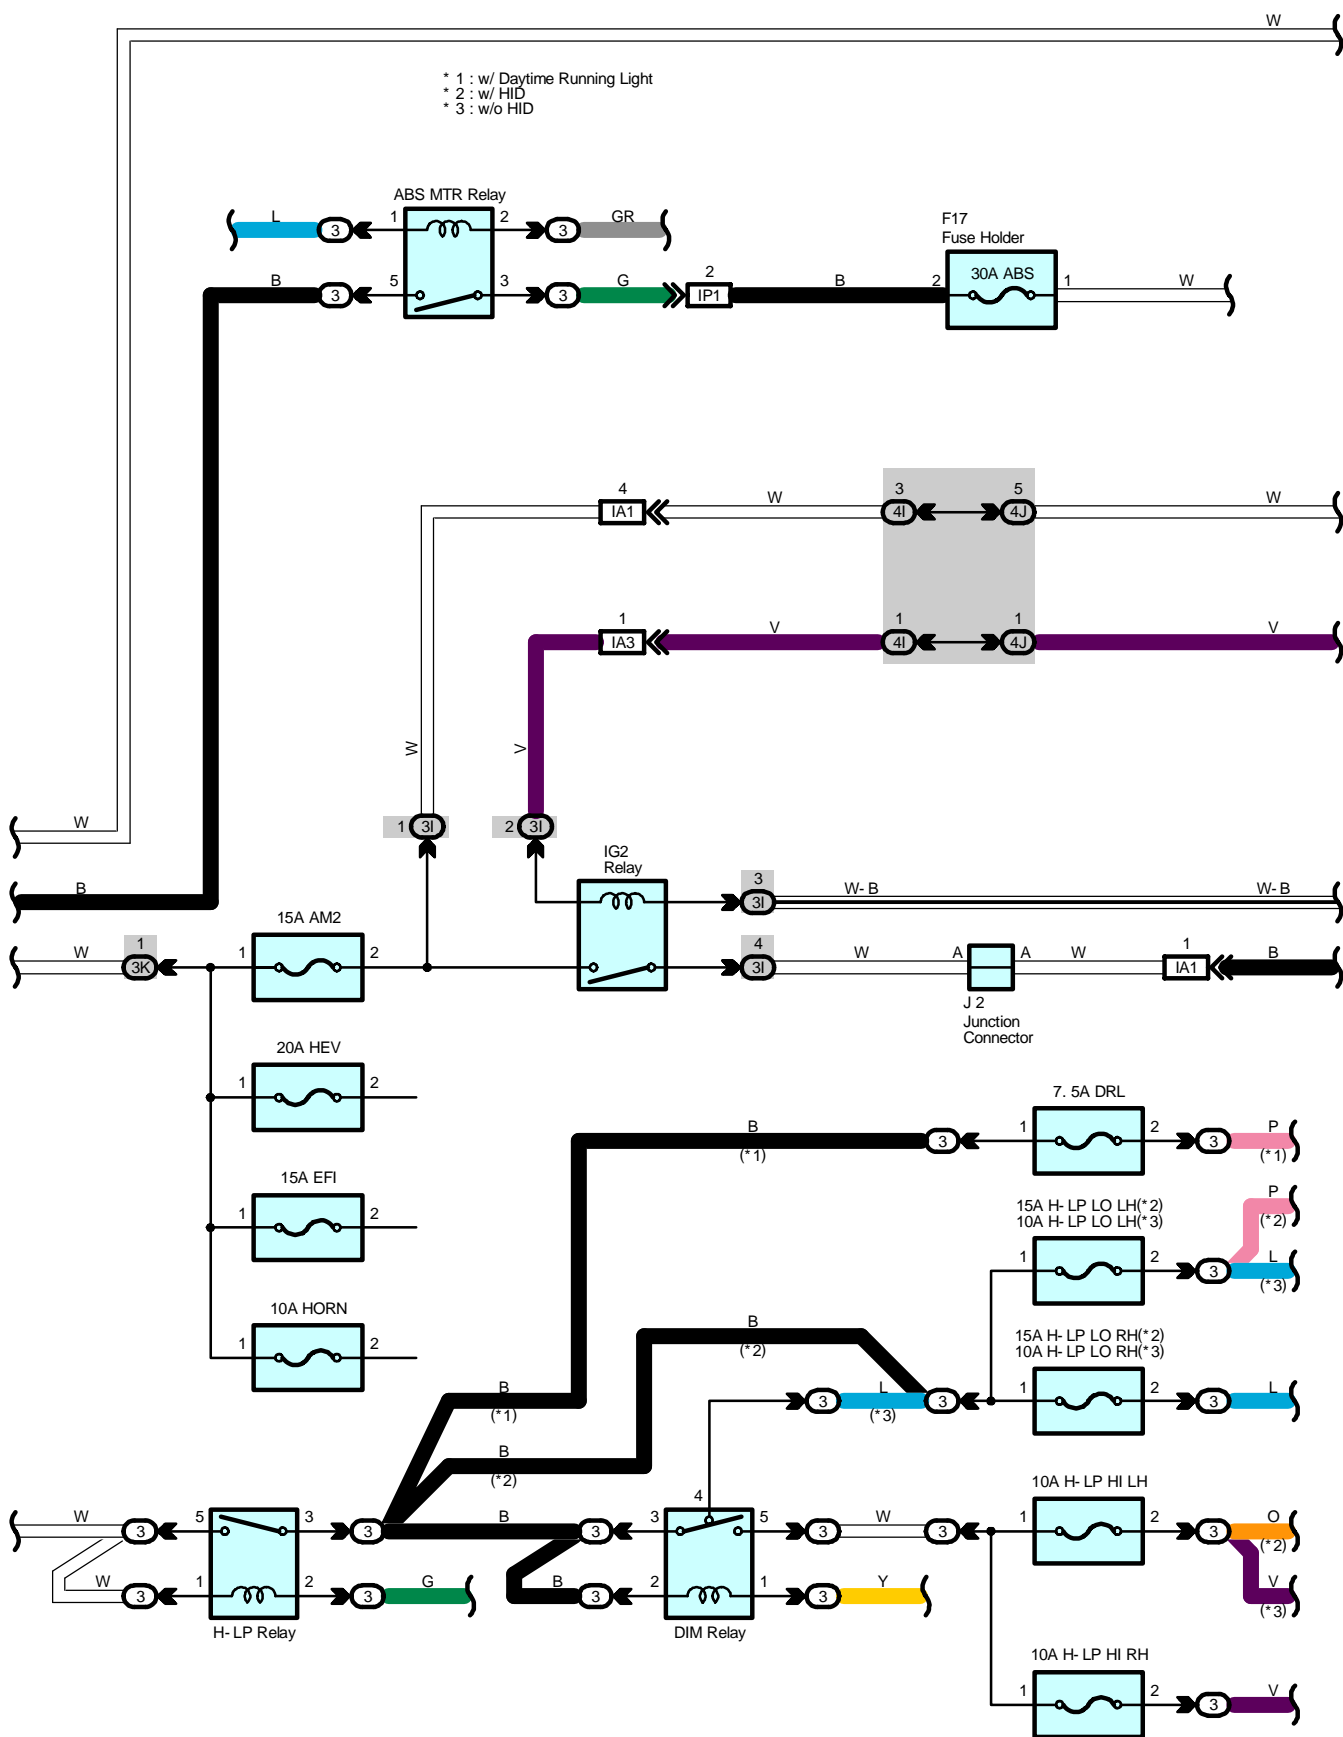 W
* 1 : w/ Daytime Running Light
* 2 : w/ HID
* 3 : w/o HID
ABS MTR Relay
L 3 1 2 3 GR
F17
Fuse Holder
B 3 5 3 3 G 2 IP1 B 2 30A ABS 1 W
4 IA1 W 3 4I 5 4J W
1 IA3 V 1 4I 1 4J V
W
V
W
1 3I
2 3I
IG2
Relay
B
3 3I W-B W-B
15A AM2
W 1 3K 1 2
4 3I W A A W 1 IA1 B
J 2
Junction
Connector
20A HEV
1 2
7. 5A DRL
B (*1) 3 1 2 3 P (*1)
15A EFI
1 2
15A H-LP LO LH(*2)
10A H-LP LO LH(*3)
1 2 3 P (*2)
L (*3)
10A HORN
1 2
B (*2)
15A H-LP LO RH(*2)
10A H-LP LO RH(*3)
B (*1) 3 L (*3) 3 1 2 3 L
B (*2)
4
10A H-LP HI LH
W 3 5 3 3 B 3 3 5 3 W 3 1 2 3 O (*2)
W 3 1 2 3 G B 3 2 1 3 Y V (*3)
H-LP Relay
DIM Relay
10A H-LP HI RH
1 2 3 V